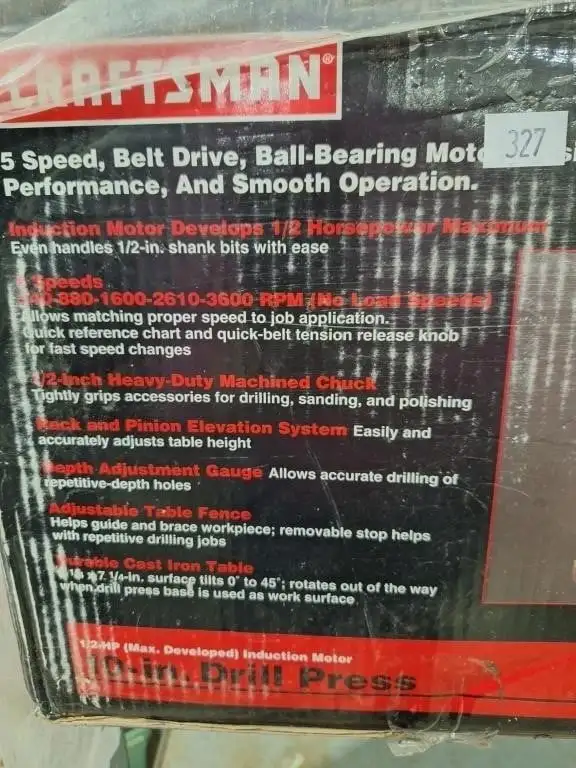 CRAFTSMAN®
327
5 Speed, Belt Drive, Ball-Bearing
Performance, And Smooth Operation.
Induction Motor Develops 1/2 Horsepower Maximum
Even handles 1/2-in. shank bits with ease
Speeds
880-1600-2610-3600 RPM (No Load Speeds)
Allows matching proper speed to job application.
Quick reference chart and quick-belt tension release knob
for fast speed changes
1/2-Inch Heavy-Duty Machined Chuck
Tightly grips accessories for drilling, sanding, and polishing
Rack and Pinion Elevation System Easily and
accurately adjusts table height
Depth Adjustment Gauge Allows accurate drilling of
repetitive-depth holes
Adjustable Table Fence
Helps guide and brace workpiece; removable stop helps
with repetitive drilling jobs
Durable Cast Iron Table
7 1/4-in. surface tilts 0° to 45°; rotates out of the way
when drill press base is used as work surface
1/2-HP (Max. Developed) Induction Motor
10-in. Drill Press